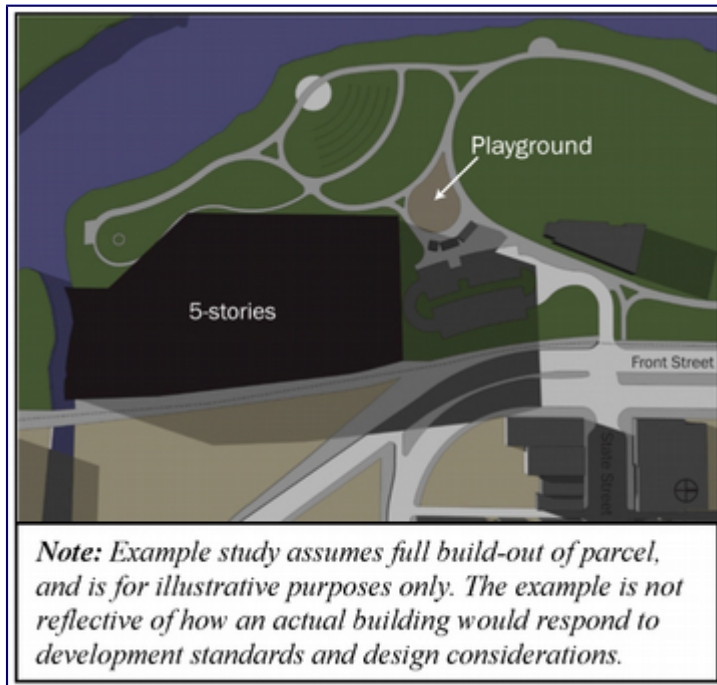 Playground
5-stories
Front Street
State Street
Note: Example study assumes full build-out of parcel,
and is for illustrative purposes only. The example is not
reflective of how an actual building would respond to
development standards and design considerations.